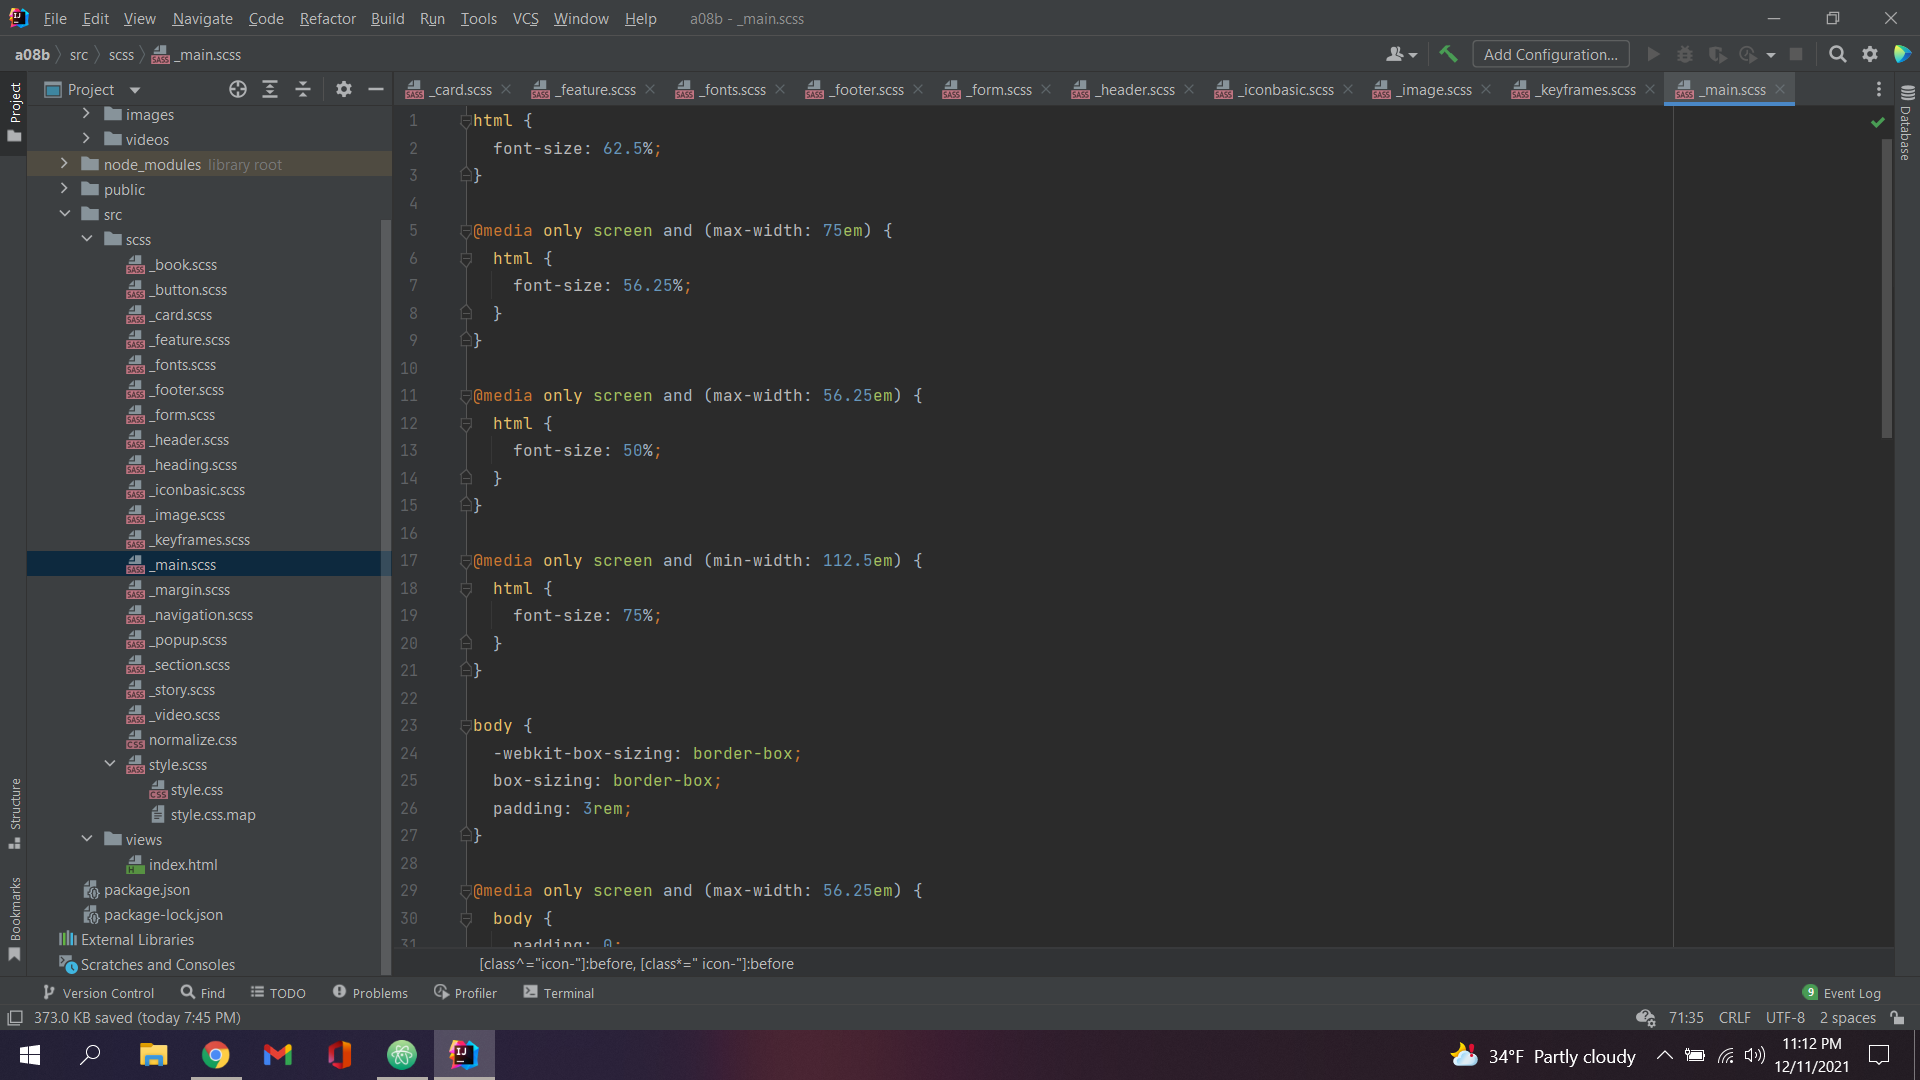 File Edit View Navigate Code Refactor Build Run Tools VCS Window Help a08b - _main.scss
a08b src scss _main.scss Add Configuration...
Project
Project
_card.scss _feature.scss _fonts.scss _footer.scss _form.scss _header.scss _iconbasic.scss _image.scss _keyframes.scss _main.scss
Database
images
videos
node_modules library root
public
src
scss
_book.scss
_button.scss
_card.scss
_feature.scss
_fonts.scss
_footer.scss
_form.scss
_header.scss
_heading.scss
_iconbasic.scss
_image.scss
_keyframes.scss
_main.scss
_margin.scss
_navigation.scss
_popup.scss
_section.scss
_story.scss
_video.scss
normalize.css
style.scss
style.css
style.css.map
views
index.html
package.json
package-lock.json
External Libraries
Scratches and Consoles
Structure
Bookmarks
1 html {
2 font-size: 62.5%;
3 }
4
5 @media only screen and (max-width: 75em) {
6 html {
7 font-size: 56.25%;
8 }
9 }
10
11 @media only screen and (max-width: 56.25em) {
12 html {
13 font-size: 50%;
14 }
15 }
16
17 @media only screen and (min-width: 112.5em) {
18 html {
19 font-size: 75%;
20 }
21 }
22
23 body {
24 -webkit-box-sizing: border-box;
25 box-sizing: border-box;
26 padding: 3rem;
27 }
28
29 @media only screen and (max-width: 56.25em) {
30 body {
31 padding: 0;
[class^="icon-"]:before, [class*=" icon-"]:before
Version Control Find TODO Problems Profiler Terminal 9 Event Log
373.0 KB saved (today 7:45 PM) 71:35 CRLF UTF-8 2 spaces
34°F Partly cloudy
11:12 PM
12/11/2021